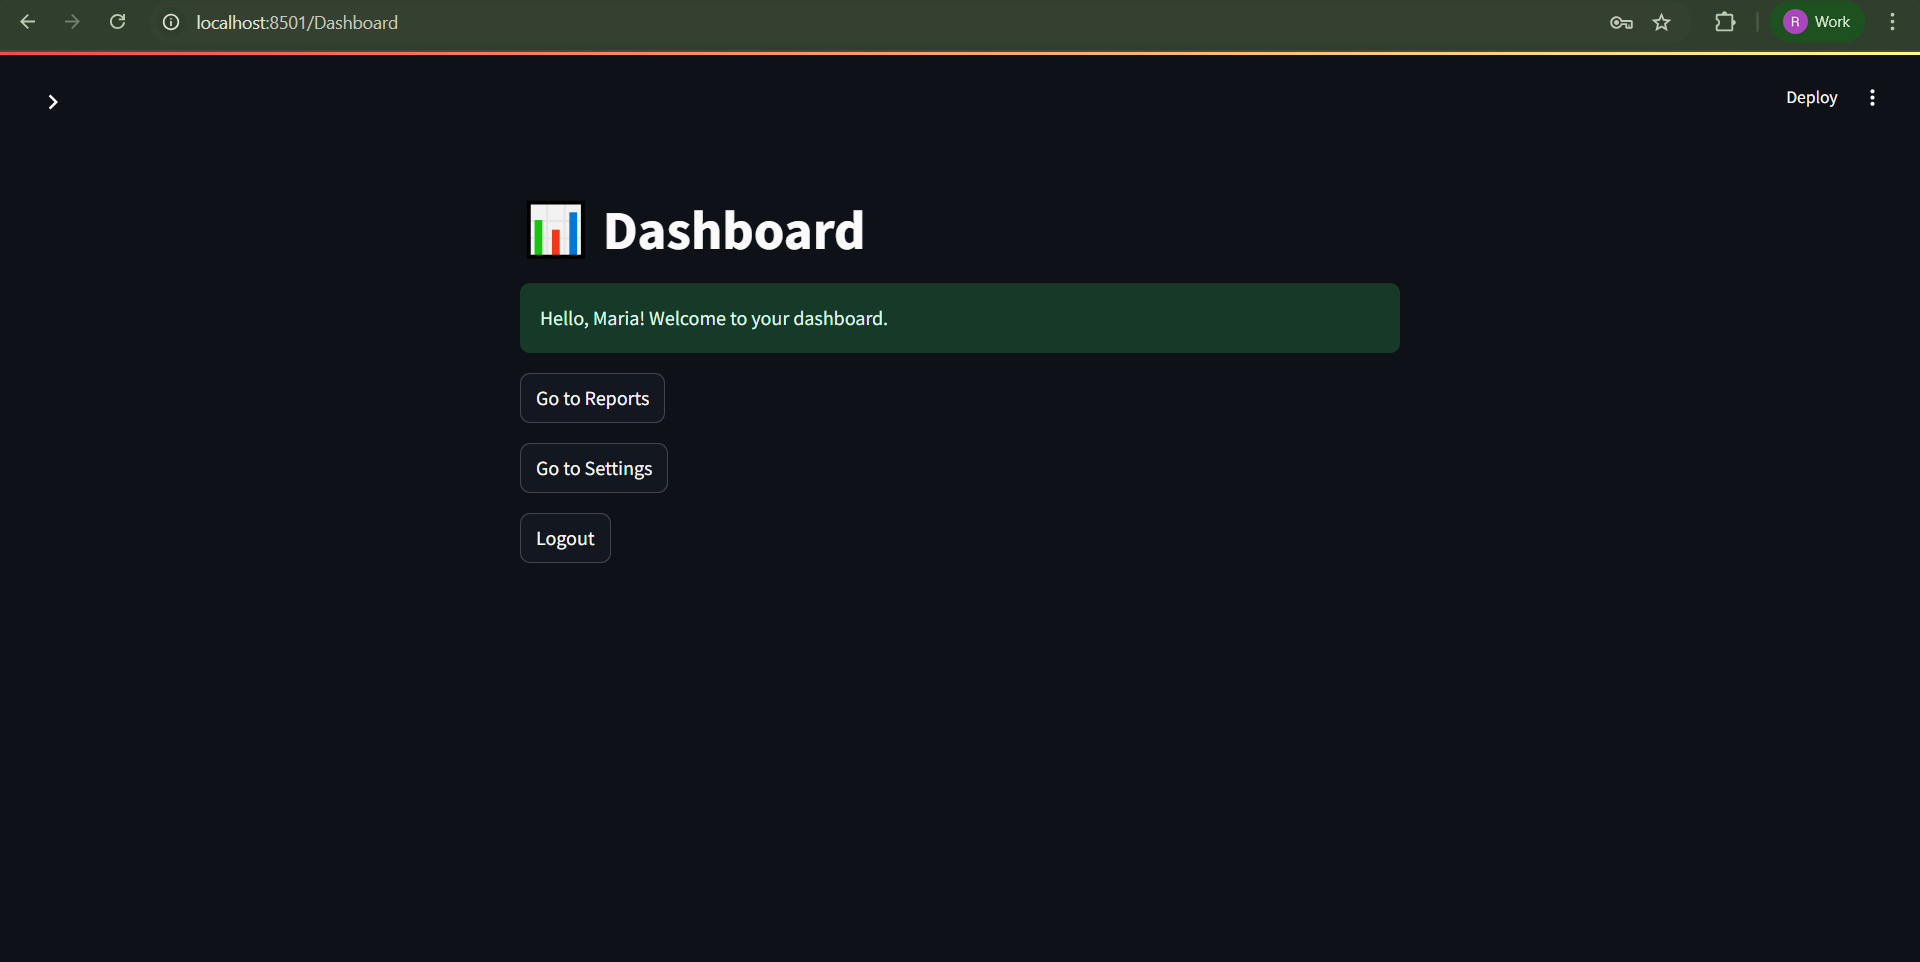 localhost:8501/Dashboard
R Work
Deploy
Dashboard
Hello, Maria! Welcome to your dashboard.
Go to Reports
Go to Settings
Logout